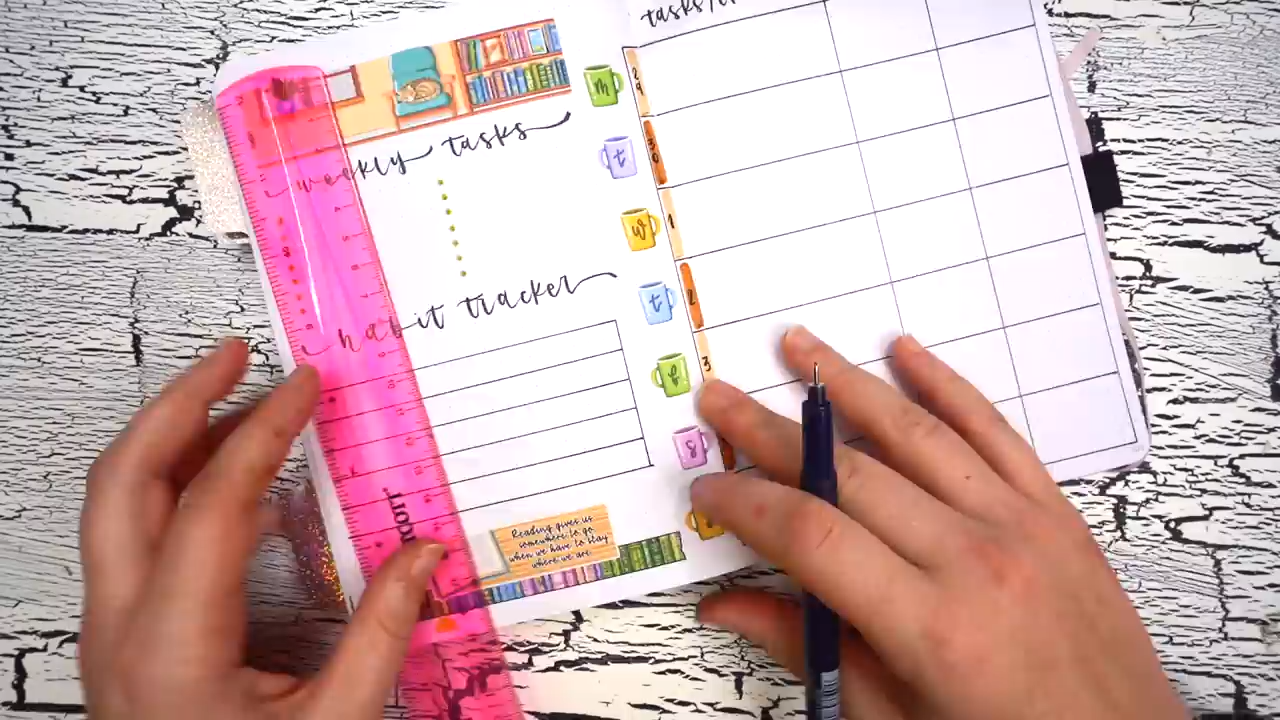 weekly tasks
habit tracker
Reading gives us
somewhere to go
when we have to stay
where we are.
tasks/
m
29
t
30
w
1
t
2
f
3
s